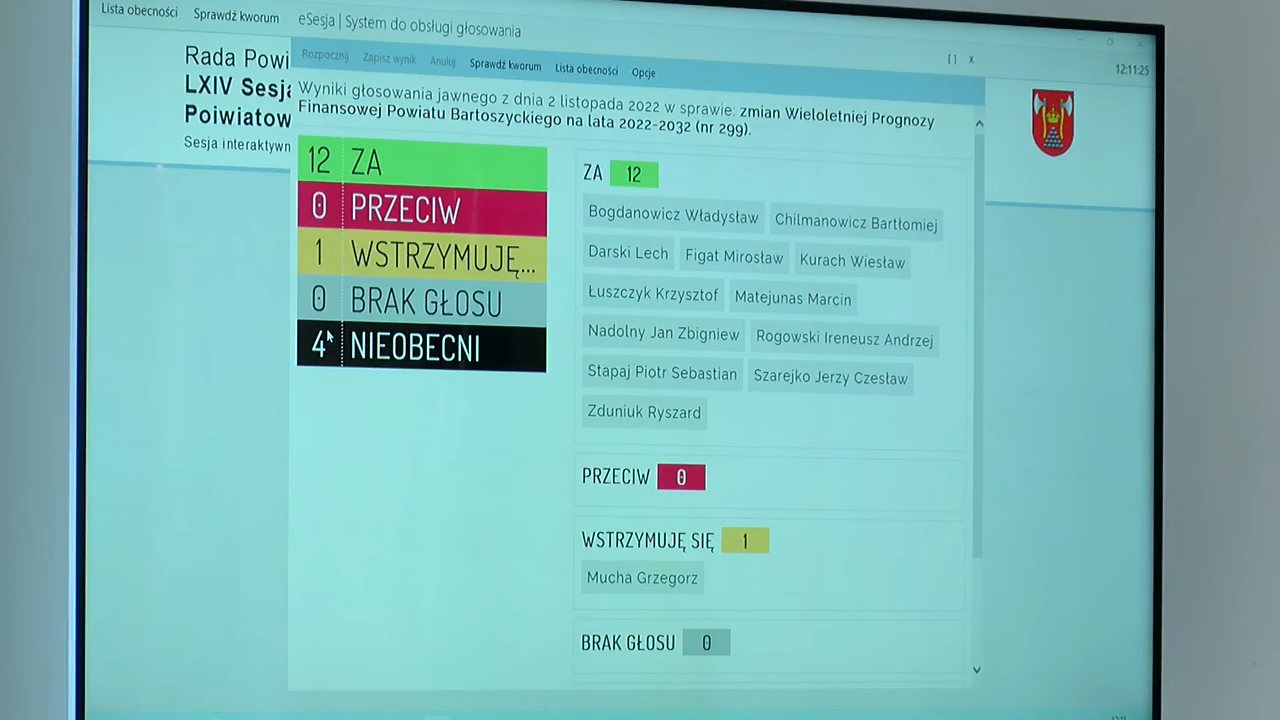 Lista obecności Sprawdź kworum eSesja | System do obsługi głosowania
Rada Powi
LXIV Sesja
Poiwiatow
Sesja interaktywn
Rozpocznij Zapisz wynik Anuluj Sprawdź kworum Lista obecności Opcje [ ] X
12:11:25
Wyniki głosowania jawnego z dnia 2 listopada 2022 w sprawie: zmian Wieloletniej Prognozy
Finansowej Powiatu Bartoszyckiego na lata 2022-2032 (nr 299).
12 ZA
0 PRZECIW
1 WSTRZYMUJĘ...
0 BRAK GŁOSU
4 NIEOBECNI
ZA 12
Bogdanowicz Władysław Chilmanowicz Bartłomiej
Darski Lech Figat Mirosław Kurach Wiesław
Łuszczyk Krzysztof Matejunas Marcin
Nadolny Jan Zbigniew Rogowski Ireneusz Andrzej
Stapaj Piotr Sebastian Szarejko Jerzy Czesław
Zduniuk Ryszard
PRZECIW 0
WSTRZYMUJĘ SIĘ 1
Mucha Grzegorz
BRAK GŁOSU 0